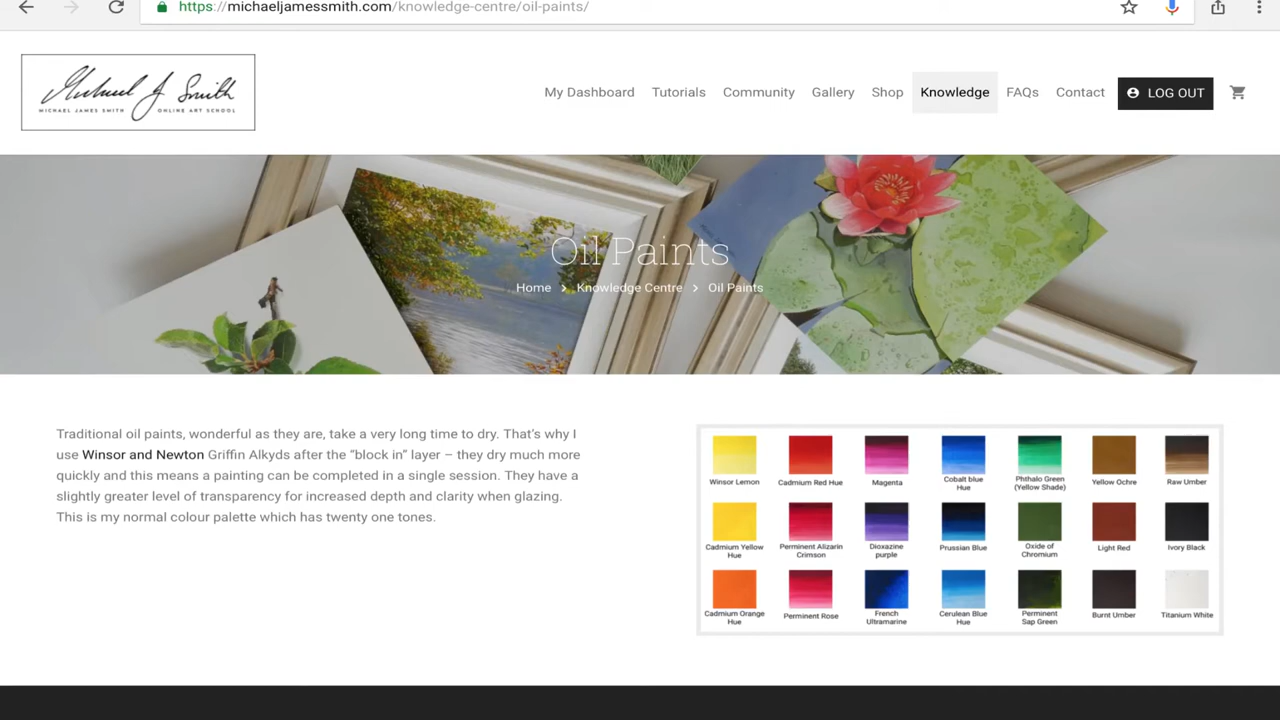 https://michaeljamessmith.com/knowledge-centre/oil-paints/
Michael J Smith
MICHAEL JAMES SMITH ONLINE ART SCHOOL
My Dashboard Tutorials Community Gallery Shop Knowledge FAQs Contact LOG OUT
Oil Paints
Home > Knowledge Centre > Oil Paints
Traditional oil paints, wonderful as they are, take a very long time to dry. That's why I
use Winsor and Newton Griffin Alkyds after the "block in" layer – they dry much more
quickly and this means a painting can be completed in a single session. They have a
slightly greater level of transparency for increased depth and clarity when glazing.
This is my normal colour palette which has twenty one tones.
Winsor Lemon
Cadmium Red Hue
Magenta
Cobalt blue
Hue
Phthalo Green
(Yellow Shade)
Yellow Ochre
Raw Umber
Cadmium Yellow
Hue
Perminent Alizarin
Crimson
Dioxazine
purple
Prussian Blue
Oxide of
Chromium
Light Red
Ivory Black
Cadmium Orange
Hue
Perminent Rose
French
Ultramarine
Cerulean Blue
Hue
Perminent
Sap Green
Burnt Umber
Titanium White